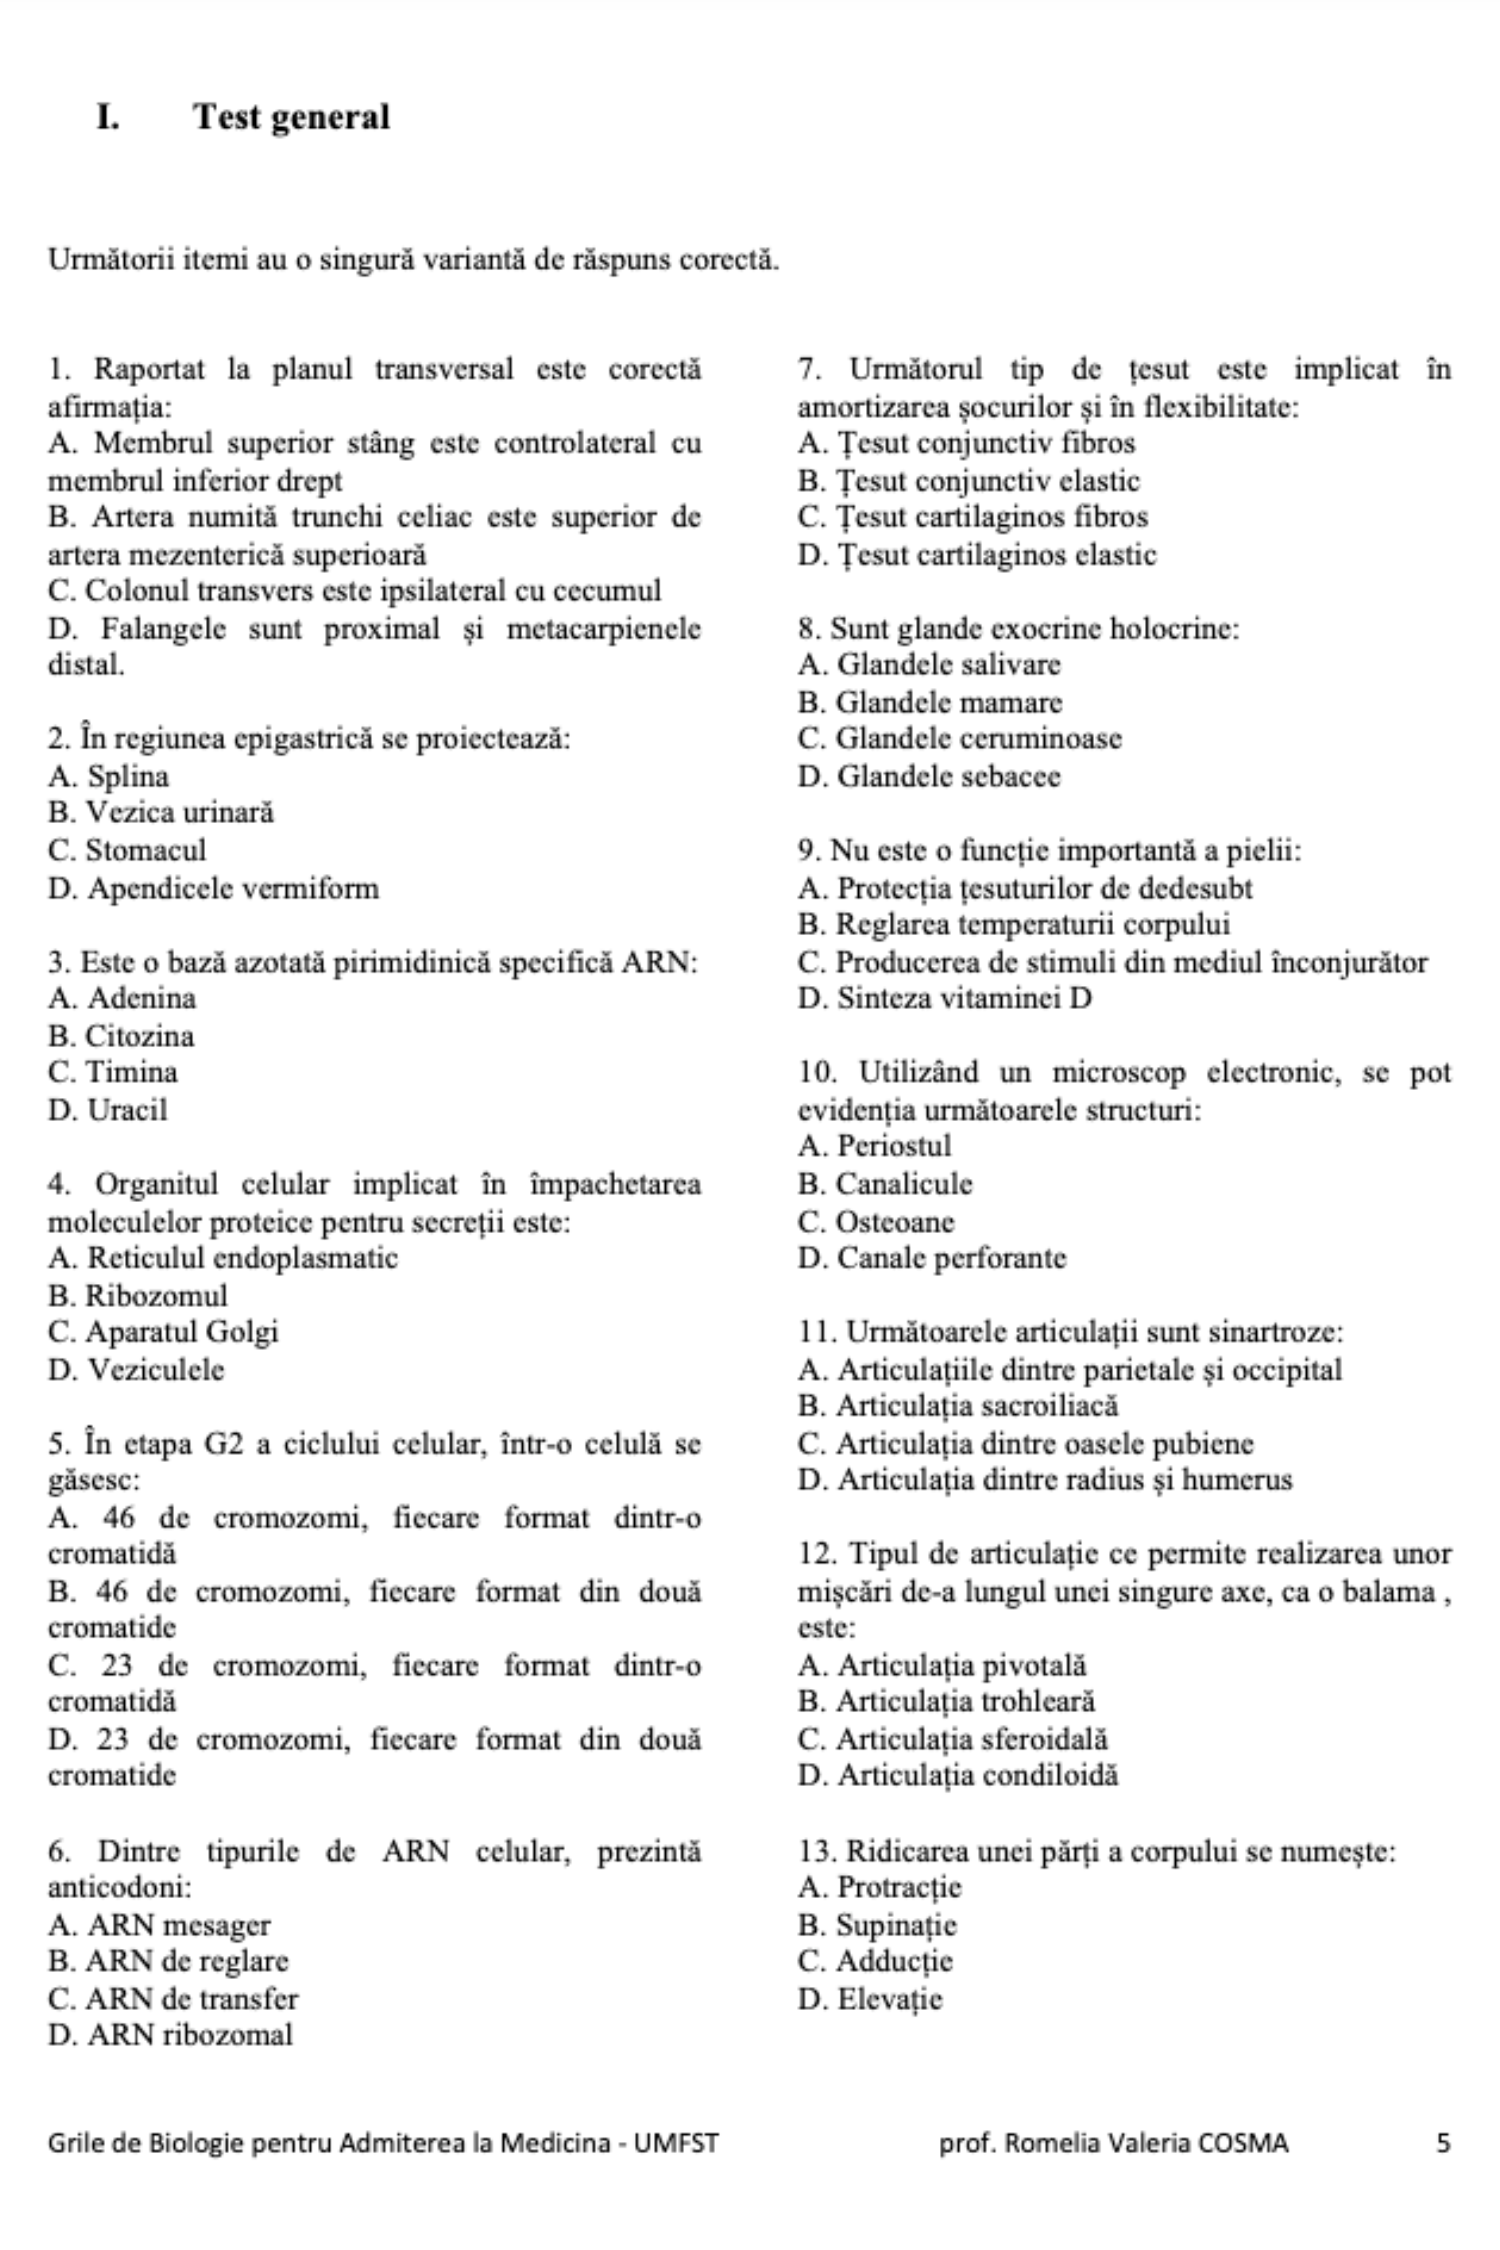 I. Test general
Următorii itemi au o singură variantă de răspuns corectă.
1. Raportat la planul transversal este corectă
afirmația:
A. Membrul superior stâng este controlateral cu
membrul inferior drept
B. Artera numită trunchi celiac este superior de
artera mezenterică superioară
C. Colonul transvers este ipsilateral cu cecumul
D. Falangele sunt proximal și metacarpienele
distal.
2. În regiunea epigastrică se proiectează:
A. Splina
B. Vezica urinară
C. Stomacul
D. Apendicele vermiform
3. Este o bază azotată pirimidinică specifică ARN:
A. Adenina
B. Citozina
C. Timina
D. Uracil
4. Organitul celular implicat în împachetarea
moleculelor proteice pentru secreții este:
A. Reticulul endoplasmatic
B. Ribozomul
C. Aparatul Golgi
D. Veziculele
5. În etapa G2 a ciclului celular, într-o celulă se
găsesc:
A. 46 de cromozomi, fiecare format dintr-o
cromatidă
B. 46 de cromozomi, fiecare format din două
cromatide
C. 23 de cromozomi, fiecare format dintr-o
cromatidă
D. 23 de cromozomi, fiecare format din două
cromatide
6. Dintre tipurile de ARN celular, prezintă
anticodoni:
A. ARN mesager
B. ARN de reglare
C. ARN de transfer
D. ARN ribozomal
7. Următorul tip de țesut este implicat în
amortizarea șocurilor și în flexibilitate:
A. Țesut conjunctiv fibros
B. Țesut conjunctiv elastic
C. Țesut cartilaginos fibros
D. Țesut cartilaginos elastic
8. Sunt glande exocrine holocrine:
A. Glandele salivare
B. Glandele mamare
C. Glandele ceruminoase
D. Glandele sebacee
9. Nu este o funcție importantă a pielii:
A. Protecția țesuturilor de dedesubt
B. Reglarea temperaturii corpului
C. Producerea de stimuli din mediul înconjurător
D. Sinteza vitaminei D
10. Utilizând un microscop electronic, se pot
evidenția următoarele structuri:
A. Periostul
B. Canalicule
C. Osteoane
D. Canale perforante
11. Următoarele articulații sunt sinartroze:
A. Articulațiile dintre parietale și occipital
B. Articulația sacroiliacă
C. Articulația dintre oasele pubiene
D. Articulația dintre radius și humerus
12. Tipul de articulație ce permite realizarea unor
mișcări de-a lungul unei singure axe, ca o balama ,
este:
A. Articulația pivotală
B. Articulația trohleară
C. Articulația sferoidală
D. Articulația condiloidă
13. Ridicarea unei părți a corpului se numește:
A. Protracție
B. Supinație
C. Adducție
D. Elevație
Grile de Biologie pentru Admiterea la Medicina - UMFST prof. Romelia Valeria COSMA 5